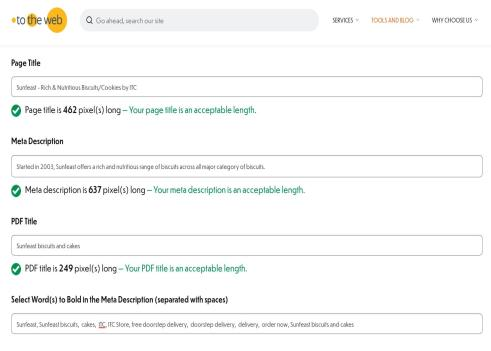 to the web
Go ahead, search our site
SERVICES
TOOLS AND BLOG
WHY CHOOSE US
Page Title
Sunfeast - Rich & Nutritious Biscuits/Cookies by ITC
Page title is 462 pixel(s) long – Your page title is an acceptable length.
Meta Description
Started in 2003, Sunfeast offers a rich and nutritious range of biscuits across all major category of biscuits.
Meta description is 637 pixel(s) long – Your meta description is an acceptable length.
PDF Title
Sunfeast biscuits and cakes
PDF title is 249 pixel(s) long – Your PDF title is an acceptable length.
Select Word(s) to Bold in the Meta Description (separated with spaces)
Sunfeast, Sunfeast biscuits, cakes, ITC, ITC Store, free doorstep delivery, doorstep delivery, delivery, order now, Sunfeast biscuits and cakes